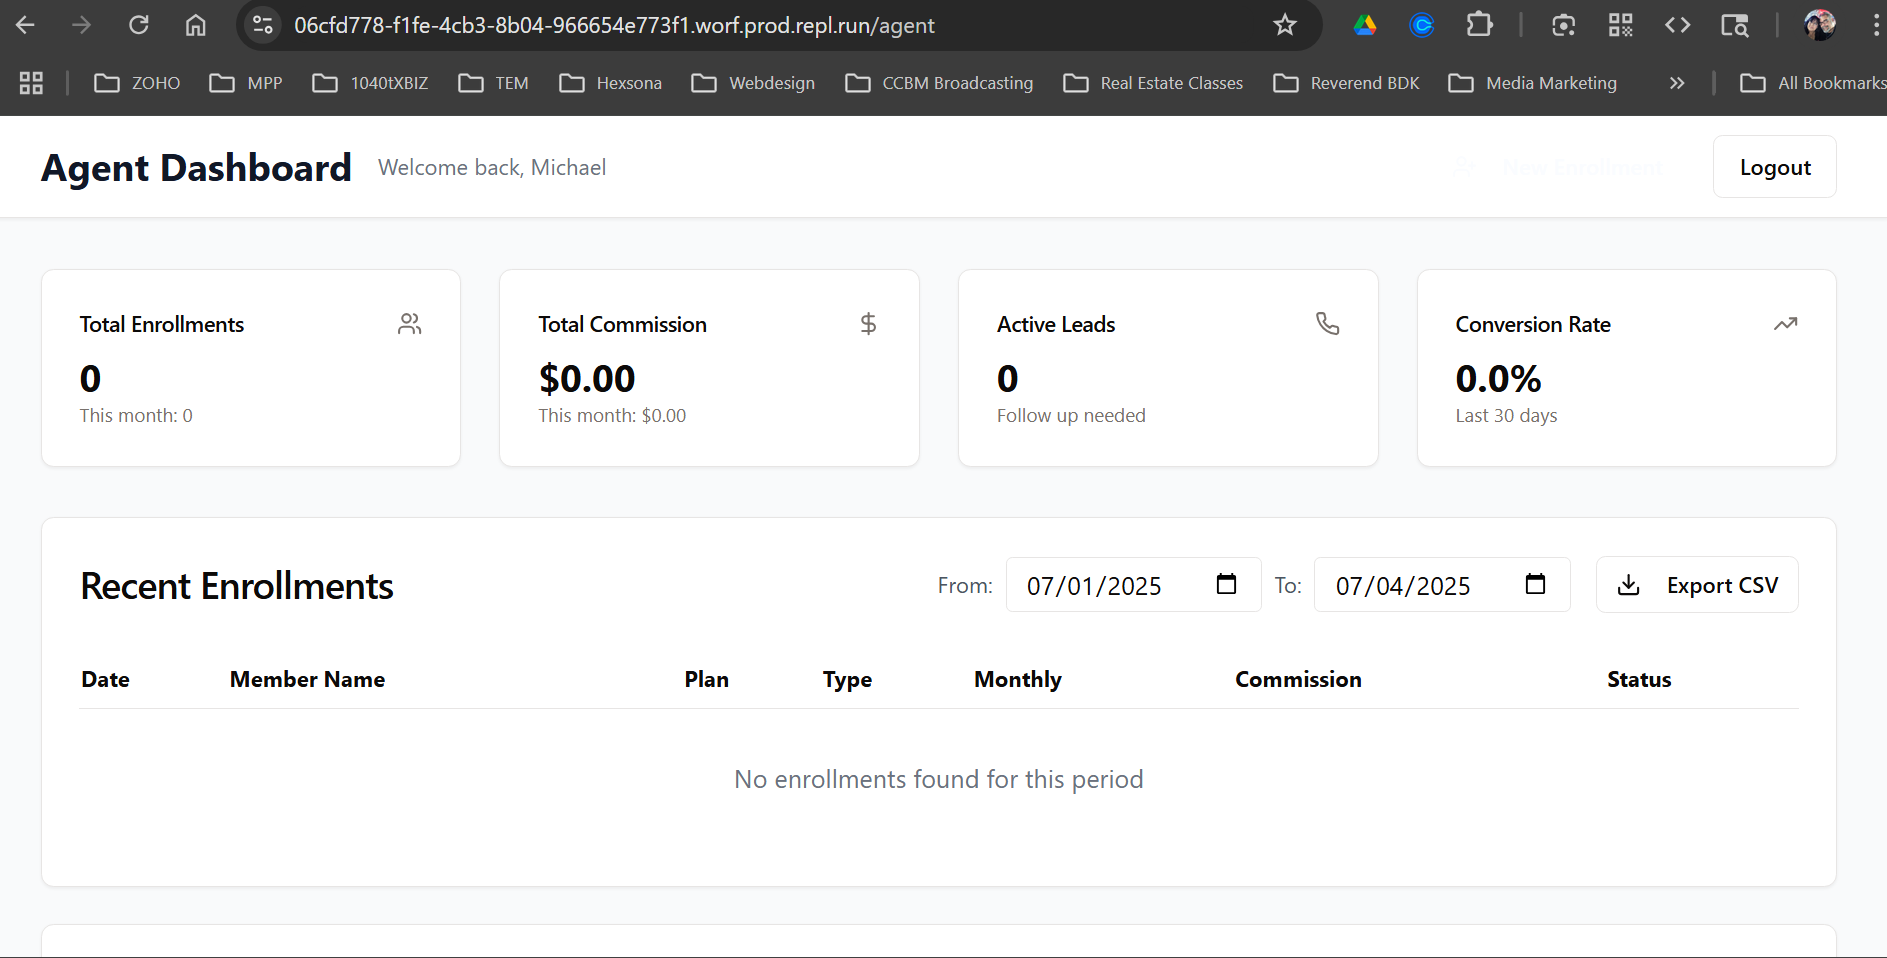 06cfd778-f1fe-4cb3-8b04-966654e773f1.worf.prod.repl.run/agent
ZOHO MPP 1040tXBIZ TEM Hexsona Webdesign CCBM Broadcasting Real Estate Classes Reverend BDK Media Marketing » All Bookmarks
Agent Dashboard Welcome back, Michael New Enrollment Logout
Total Enrollments
0
This month: 0
Total Commission
$0.00
This month: $0.00
Active Leads
0
Follow up needed
Conversion Rate
0.0%
Last 30 days
Recent Enrollments From: 07/01/2025 To: 07/04/2025 Export CSV
Date Member Name Plan Type Monthly Commission Status
No enrollments found for this period